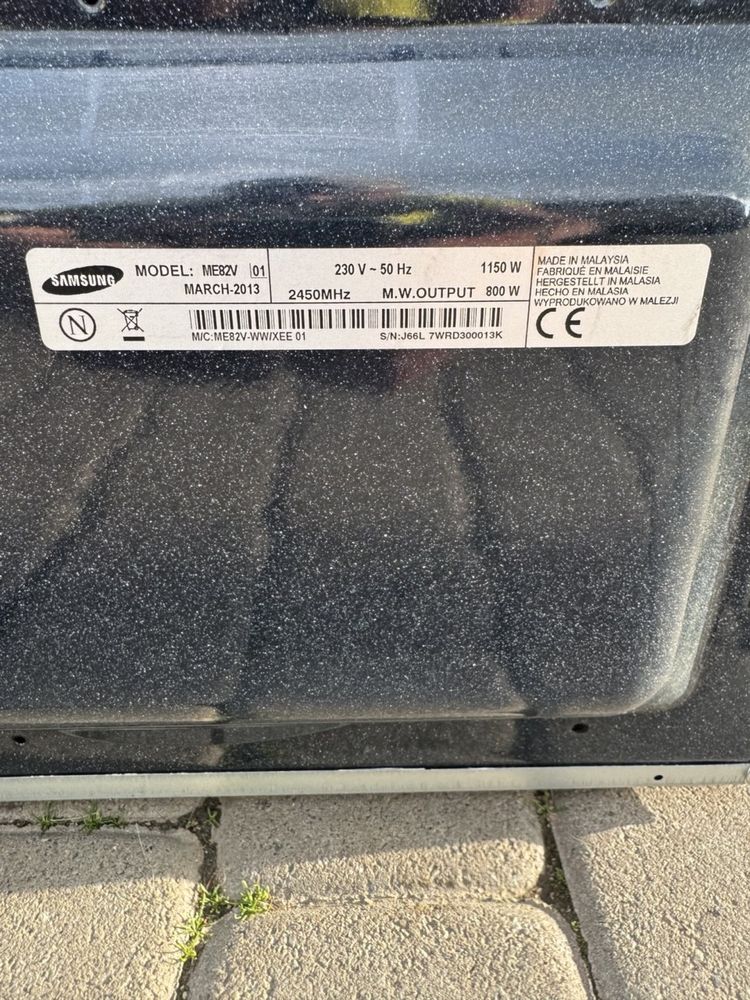 SAMSUNG
MODEL: ME82V 01
MARCH-2013
230 V ~ 50 Hz 1150 W
2450MHz M.W.OUTPUT 800 W
N
M/C:ME82V-WW/XEE 01 S/N:J66L 7WRD300013K
MADE IN MALAYSIA
FABRIQUÉ EN MALAISIE
HERGESTELLT IN MALASIA
HECHO EN MALASIA
WYPRODUKOWANO W MALEZJI
CE